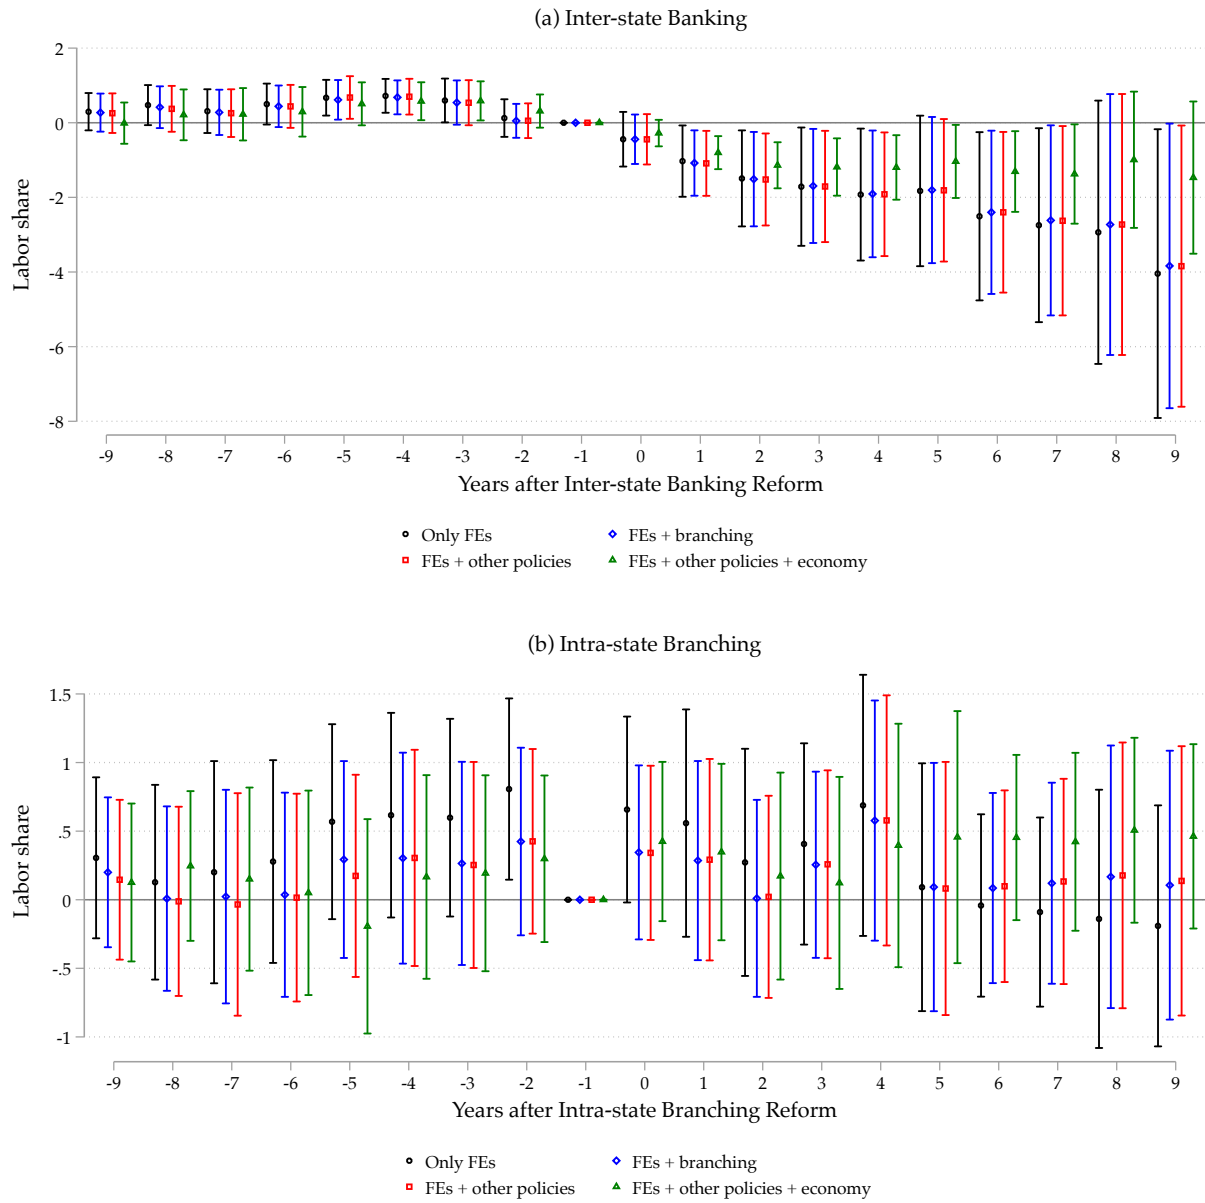 (a) Inter-state Banking
2
0
-2
-4
-6
-8
Labor share
-9 -8 -7 -6 -5 -4 -3 -2 -1 0 1 2 3 4 5 6 7 8 9
Years after Inter-state Banking Reform
Only FEs
FEs + branching
FEs + other policies
FEs + other policies + economy
(b) Intra-state Branching
1.5
1
.5
0
-.5
-1
Labor share
-9 -8 -7 -6 -5 -4 -3 -2 -1 0 1 2 3 4 5 6 7 8 9
Years after Intra-state Branching Reform
Only FEs
FEs + branching
FEs + other policies
FEs + other policies + economy